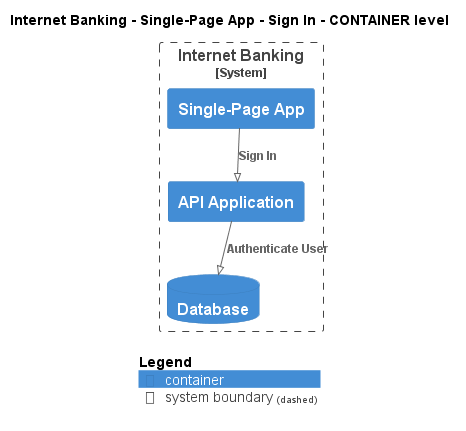 Internet Banking - Single-Page App - Sign In - CONTAINER level
Internet Banking
[System]
Single-Page App
Sign In
API Application
Authenticate User
Database
Legend
container
system boundary (dashed)